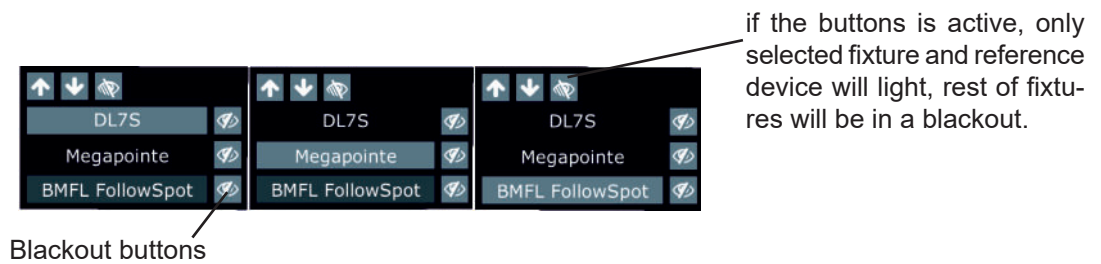 if the buttons is active, only
selected fixture and reference
device will light, rest of fixtu-
res will be in a blackout.
DL7S
Megapointe
BMFL FollowSpot
DL7S
Megapointe
BMFL FollowSpot
DL7S
Megapointe
BMFL FollowSpot
Blackout buttons